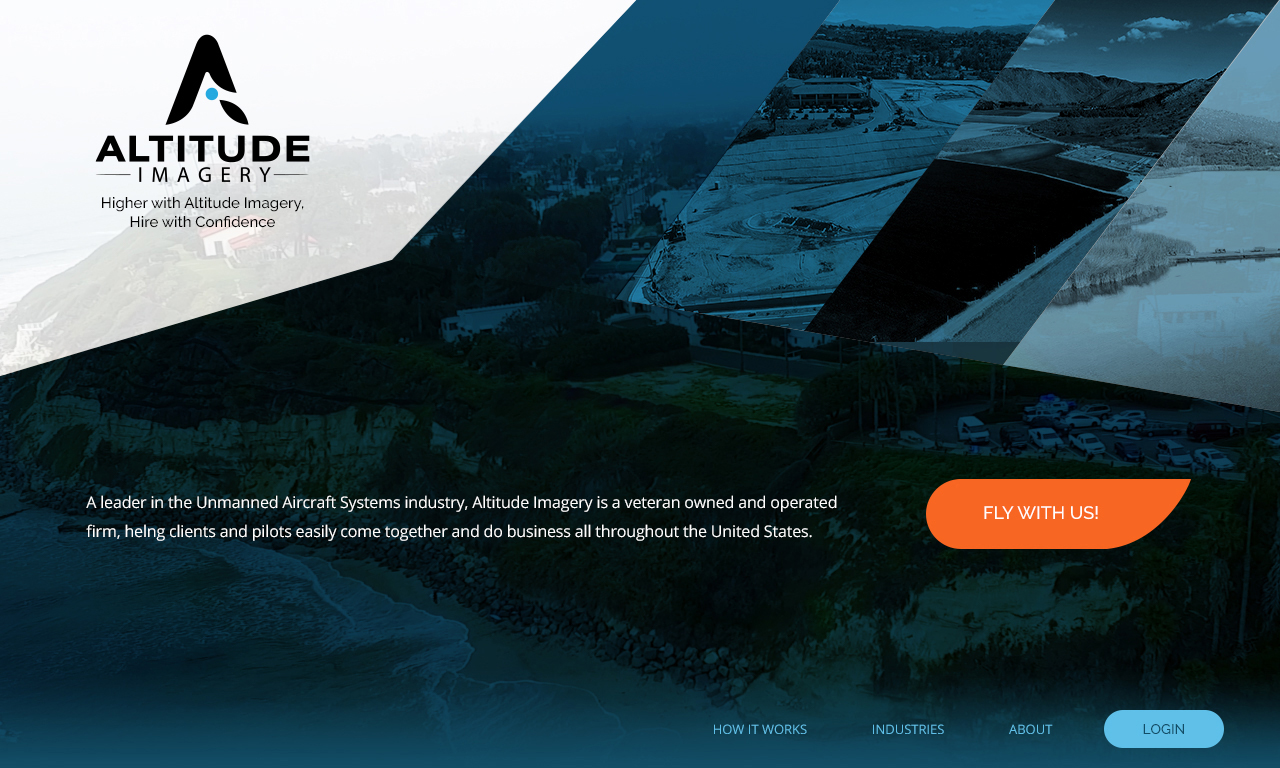 ALTITUDE
IMAGERY
Higher with Altitude Imagery,
Hire with Confidence
A leader in the Unmanned Aircraft Systems industry, Altitude Imagery is a veteran owned and operated
firm, helng clients and pilots easily come together and do business all throughout the United States.
FLY WITH US!
HOW IT WORKS
INDUSTRIES
ABOUT
LOGIN